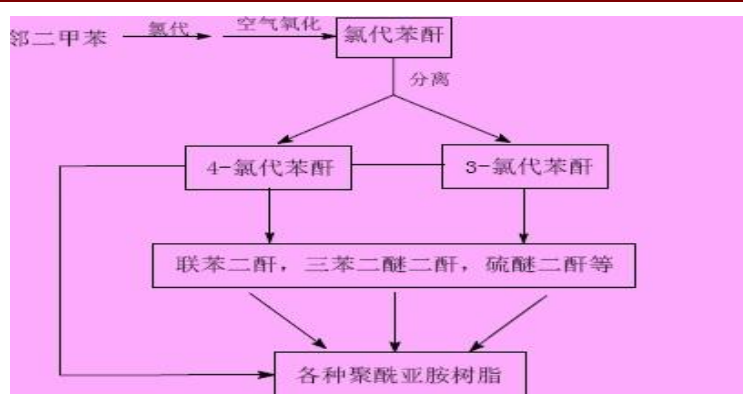 邻二甲苯 氯代 空气氧化 氯代苯酐
分离
4-氯代苯酐 3-氯代苯酐
联苯二酐，三苯二醚二酐，硫醚二酐等
各种聚酰亚胺树脂